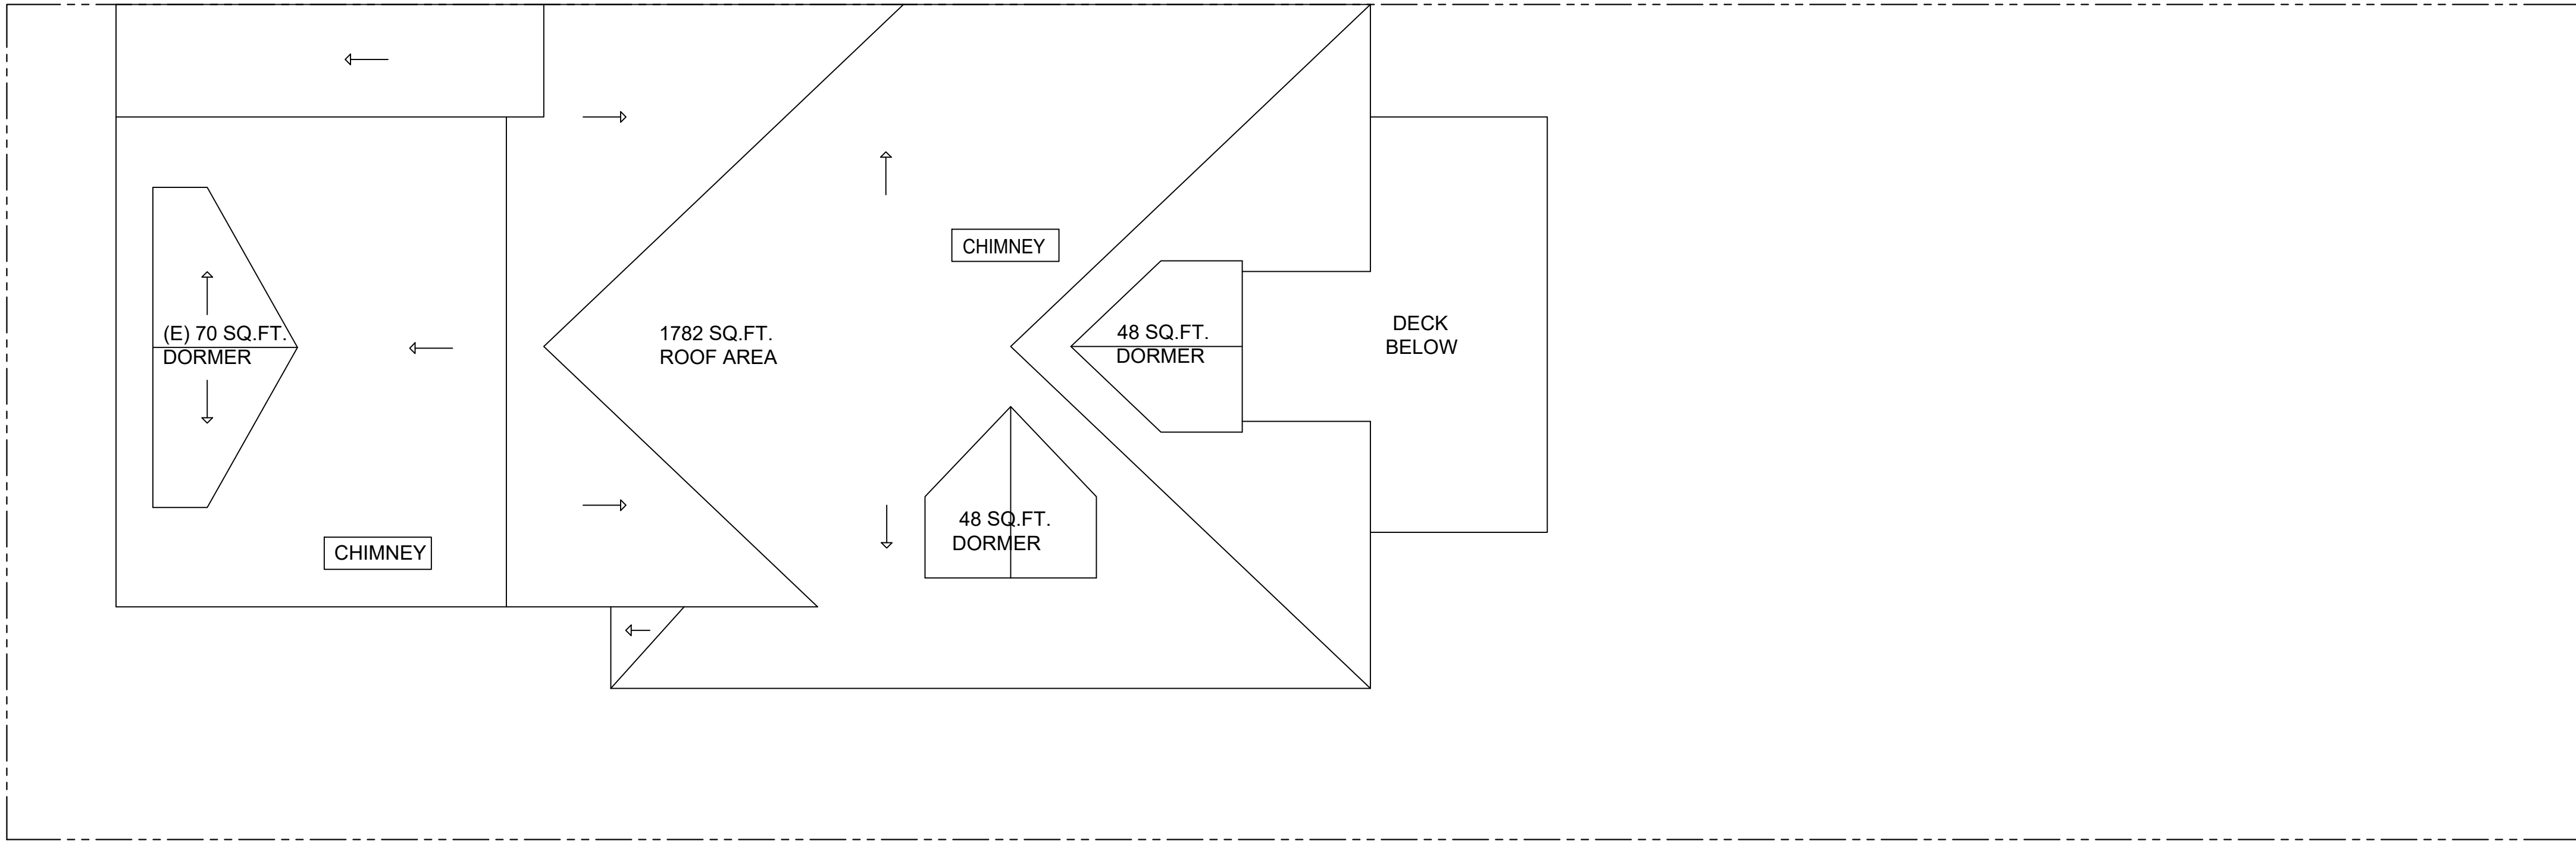 CHIMNEY
(E) 70 SQ.FT.
DORMER
1782 SQ.FT.
ROOF AREA
48 SQ.FT.
DORMER
DECK
BELOW
48 SQ.FT.
DORMER
CHIMNEY